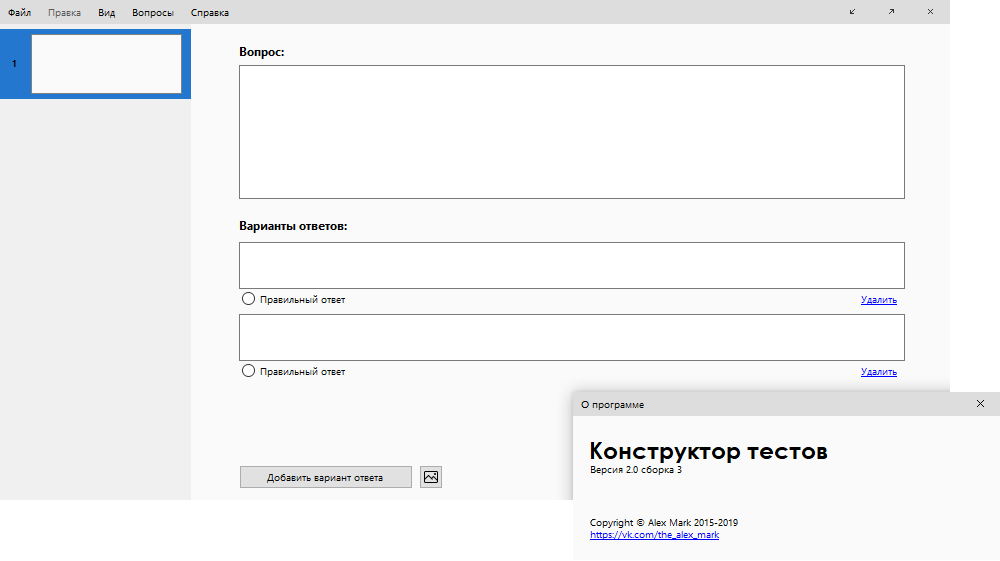 Файл Правка Вид Вопросы Справка
1
Вопрос:
Варианты ответов:
Правильный ответ Удалить
Правильный ответ Удалить
Добавить вариант ответа
О программе
Конструктор тестов
Версия 2.0 сборка 3
Copyright © Alex Mark 2015-2019
https://vk.com/the_alex_mark